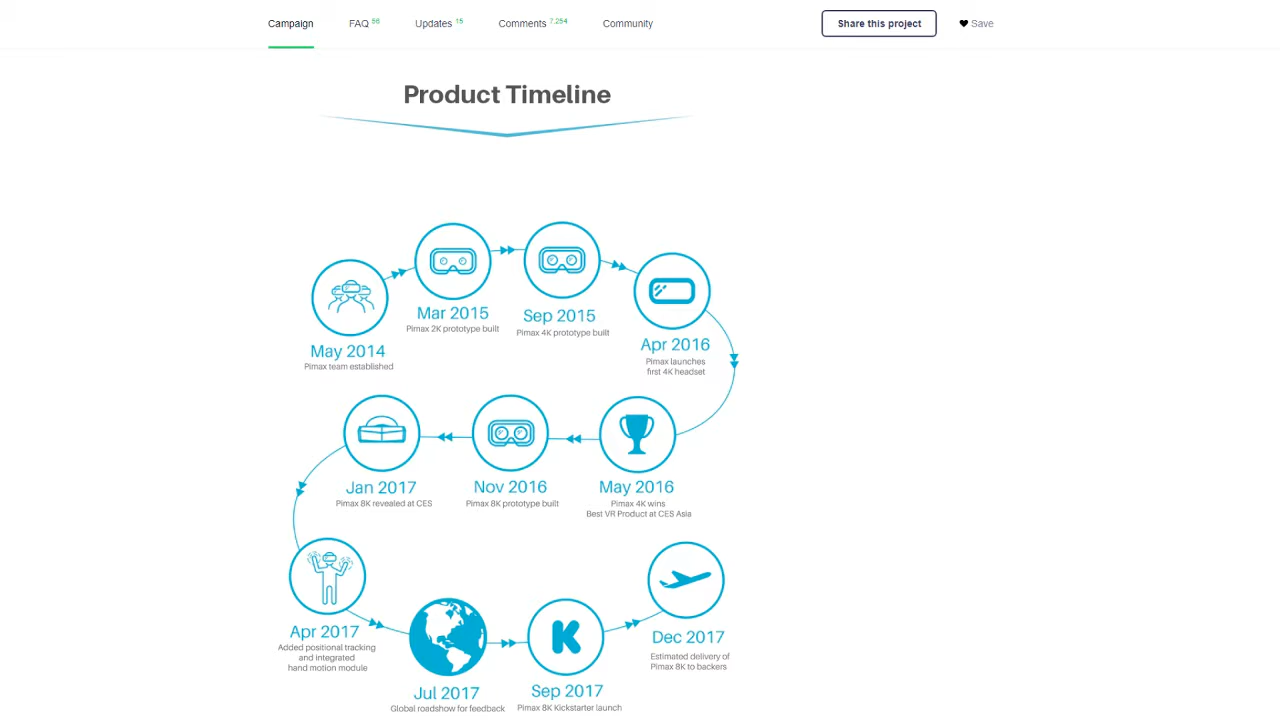 Campaign
FAQ 56
Updates 15
Comments 7,254
Community
Share this project
Save
Product Timeline
May 2014
Pimax team established
Mar 2015
Pimax 2K prototype built
Sep 2015
Pimax 4K prototype built
Apr 2016
Pimax launches
first 4K headset
May 2016
Pimax 4K wins
Best VR Product at CES Asia
Nov 2016
Pimax 8K prototype built
Jan 2017
Pimax 8K revealed at CES
Apr 2017
Added positional tracking
and integrated
hand motion module
Jul 2017
Global roadshow for feedback
K
Sep 2017
Pimax 8K Kickstarter launch
Dec 2017
Estimated delivery of
Pimax 8K to backers